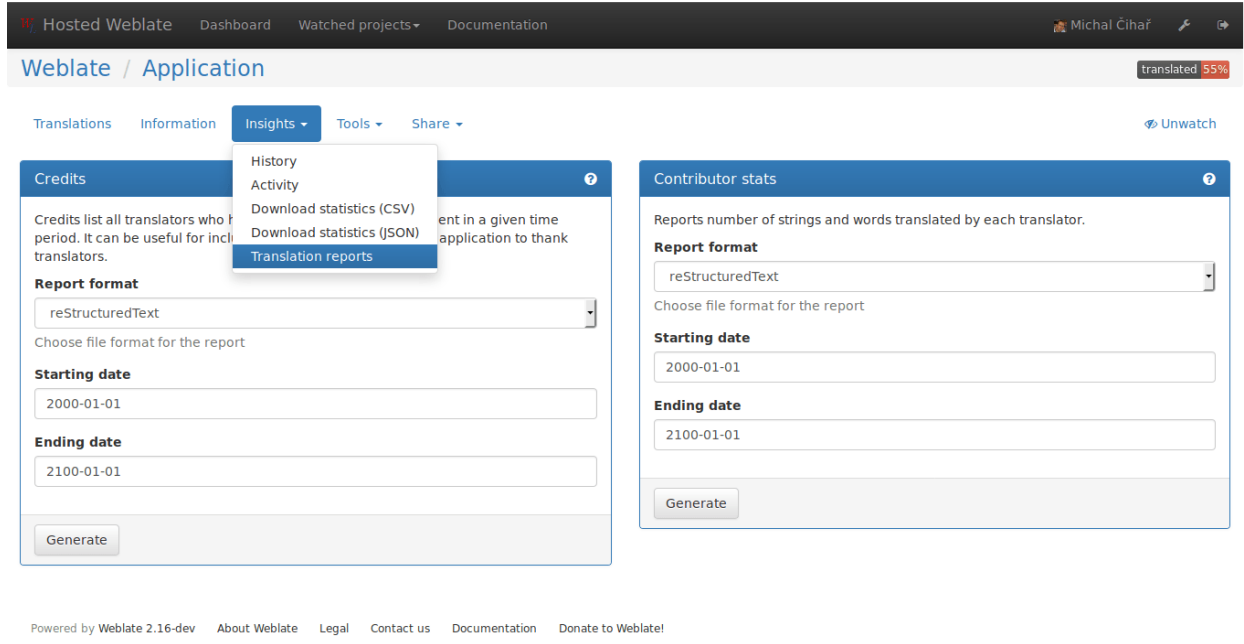 Hosted Weblate Dashboard Watched projects Documentation Michal Čihař
Weblate / Application translated 55%
Translations Information Insights Tools Share Unwatch
History
Activity
Download statistics (CSV)
Download statistics (JSON)
Translation reports
Credits
Credits list all translators who h ent in a given time
period. It can be useful for incl application to thank
translators.
Report format
reStructuredText
Choose file format for the report
Starting date
2000-01-01
Ending date
2100-01-01
Generate
Contributor stats
Reports number of strings and words translated by each translator.
Report format
reStructuredText
Choose file format for the report
Starting date
2000-01-01
Ending date
2100-01-01
Generate
Powered by Weblate 2.16-dev About Weblate Legal Contact us Documentation Donate to Weblate!